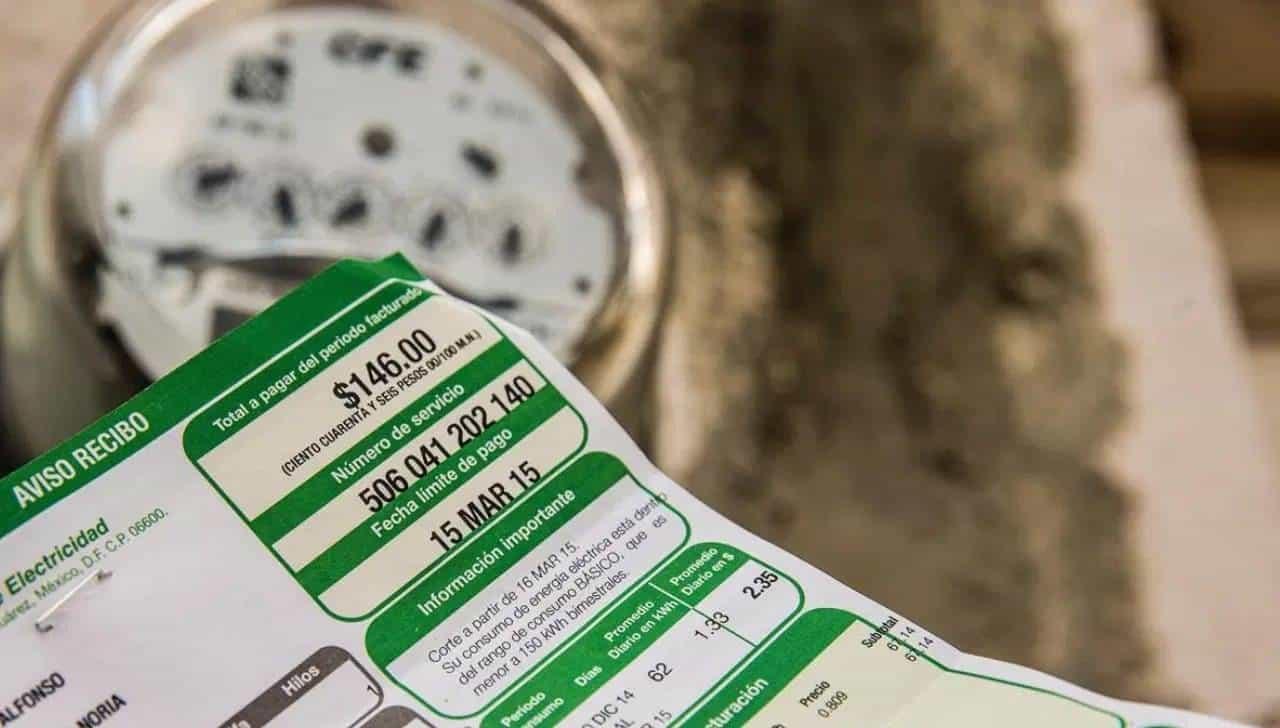 CFE
AVISO RECIBO
Electricidad
México, D.F. C.P. 06600.
Total a pagar del periodo facturado
$146.00
(CIENTO CUARENTA Y SEIS PESOS 00/100 M.N.)
Número de servicio
506 041 202 140
Fecha límite de pago
15 MAR 15
Información importante
Corte a partir de 16 MAR 15.
Su consumo de energía eléctrica está dentro
del rango de consumo BÁSICO, que es
menor a 150 kWh bimestrales.
Periodo
Días
Promedio
Diario en kWh
Promedio
Diario en $
DIC 14
62
1.33
2.35
ALFONSO
NORIA
Hilos
1
Precio
0.809
Subtotal